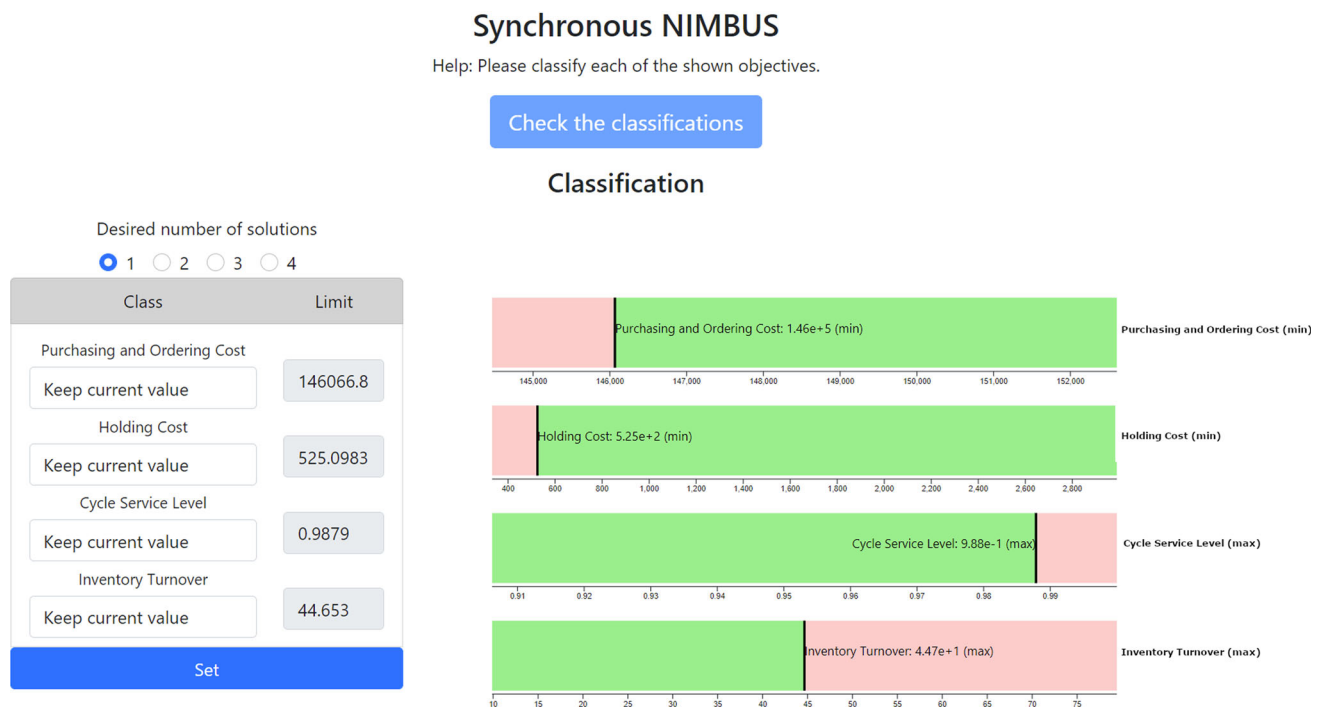 Synchronous NIMBUS
Help: Please classify each of the shown objectives.
Check the classifications
Classification
Desired number of solutions
1 2 3 4
Class Limit
Purchasing and Ordering Cost
Keep current value 146066.8
Holding Cost
Keep current value 525.0983
Cycle Service Level
Keep current value 0.9879
Inventory Turnover
Keep current value 44.653
Set
Purchasing and Ordering Cost: 1.46e+5 (min) Purchasing and Ordering Cost (min)
145,000 146,000 147,000 148,000 149,000 150,000 151,000 152,000
Holding Cost: 5.25e+2 (min) Holding Cost (min)
400 600 800 1,000 1,200 1,400 1,600 1,800 2,000 2,200 2,400 2,600 2,800
Cycle Service Level: 9.88e-1 (max) Cycle Service Level (max)
0.91 0.92 0.93 0.94 0.95 0.96 0.97 0.98 0.99
Inventory Turnover: 4.47e+1 (max) Inventory Turnover (max)
10 15 20 25 30 35 40 45 50 55 60 65 70 75